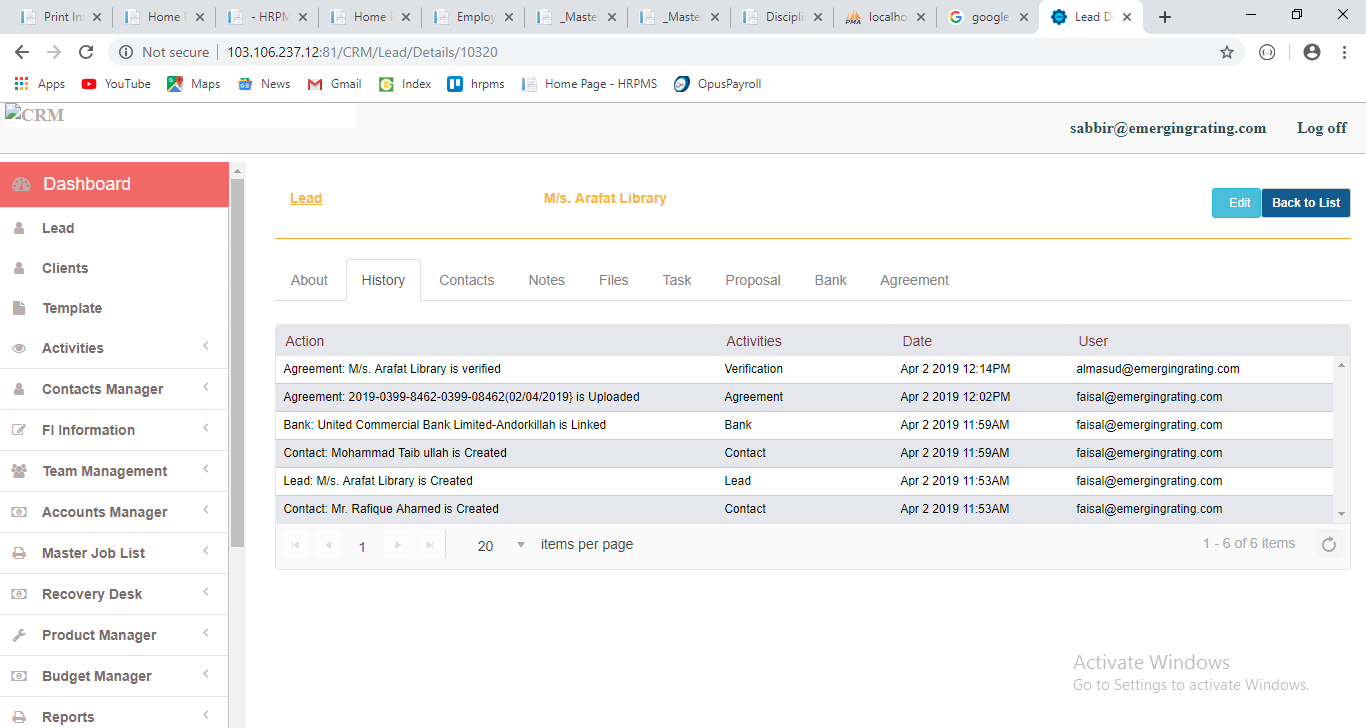 Print In Home P - HRPM Home P Employ _Maste _Maste Discipli localho google Lead D
Not secure 103.106.237.12:81/CRM/Lead/Details/10320
Apps YouTube Maps News Gmail Index hrpms Home Page - HRPMS OpusPayroll
CRM
sabbir@emergingrating.com Log off
Dashboard
Lead
Clients
Template
Activities
Contacts Manager
FI Information
Team Management
Accounts Manager
Master Job List
Recovery Desk
Product Manager
Budget Manager
Reports
Lead M/s. Arafat Library Edit Back to List
About History Contacts Notes Files Task Proposal Bank Agreement
Action Activities Date User
Agreement: M/s. Arafat Library is verified Verification Apr 2 2019 12:14PM almasud@emergingrating.com
Agreement: 2019-0399-8462-0399-08462(02/04/2019} is Uploaded Agreement Apr 2 2019 12:02PM faisal@emergingrating.com
Bank: United Commercial Bank Limited-Andorkillah is Linked Bank Apr 2 2019 11:59AM faisal@emergingrating.com
Contact: Mohammad Taib ullah is Created Contact Apr 2 2019 11:59AM faisal@emergingrating.com
Lead: M/s. Arafat Library is Created Lead Apr 2 2019 11:53AM faisal@emergingrating.com
Contact: Mr. Rafique Ahamed is Created Contact Apr 2 2019 11:53AM faisal@emergingrating.com
1 20 items per page 1 - 6 of 6 items
Activate Windows
Go to Settings to activate Windows.